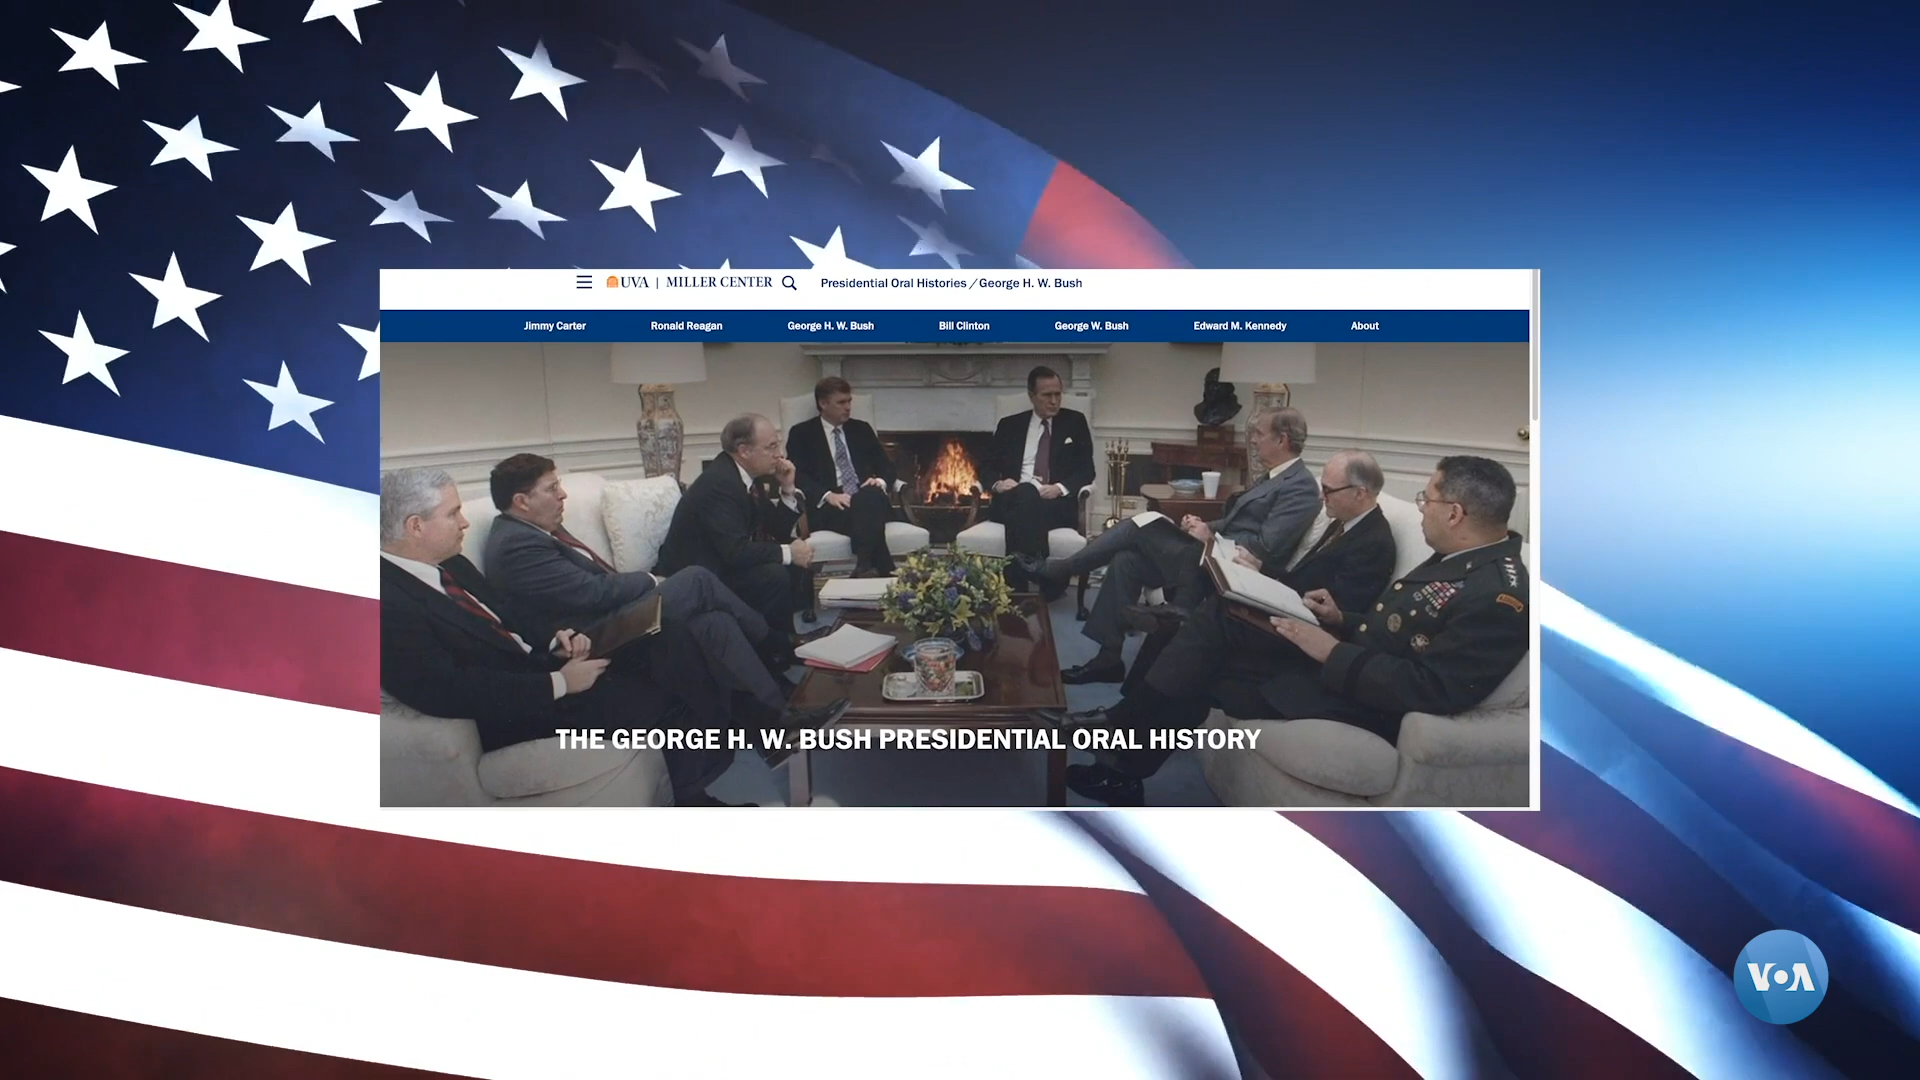 UVA | MILLER CENTER
Presidential Oral Histories / George H. W. Bush
Jimmy Carter
Ronald Reagan
George H. W. Bush
Bill Clinton
George W. Bush
Edward M. Kennedy
About
THE GEORGE H. W. BUSH PRESIDENTIAL ORAL HISTORY
VOA